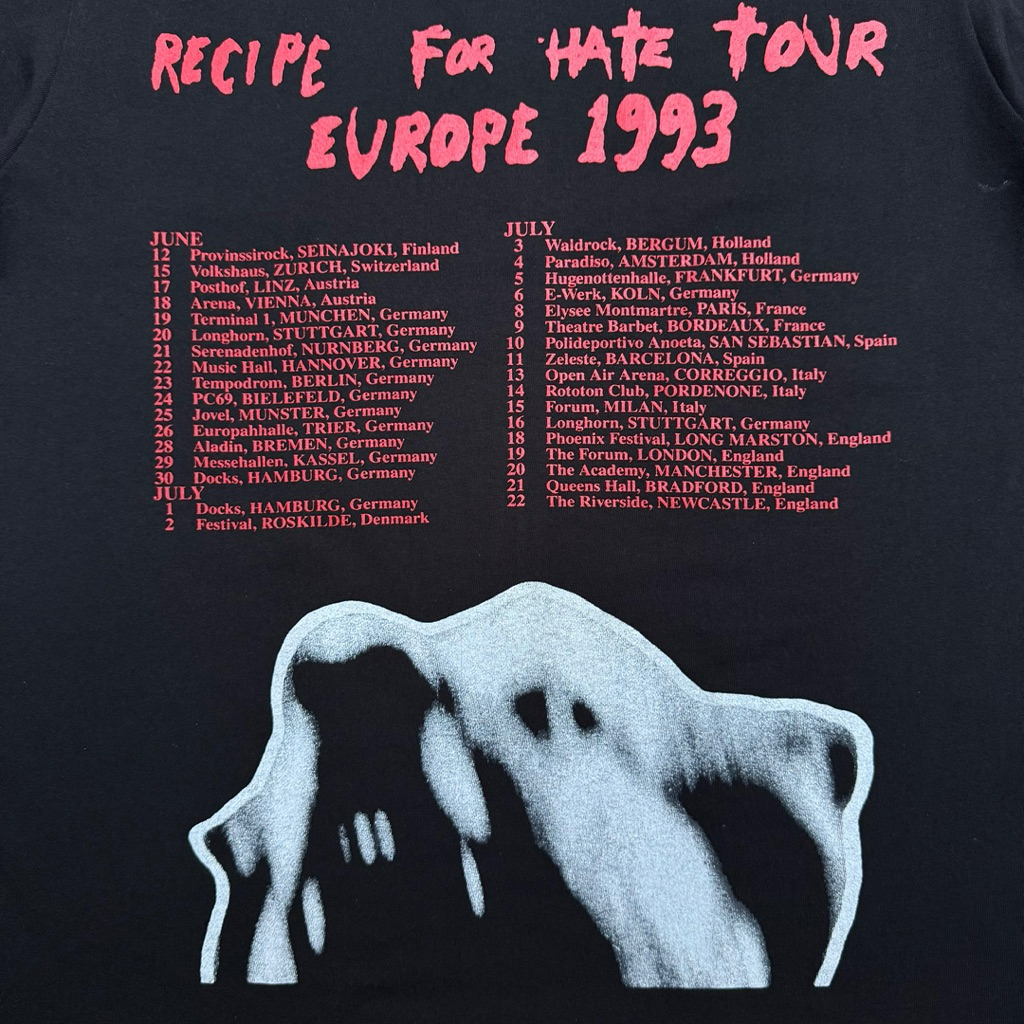 RECIPE FOR HATE TOUR
EUROPE 1993
JUNE
12 Provinssirock, SEINAJOKI, Finland
15 Volkshaus, ZURICH, Switzerland
17 Posthof, LINZ, Austria
18 Arena, VIENNA, Austria
19 Terminal 1, MUNCHEN, Germany
20 Longhorn, STUTTGART, Germany
21 Serenadenhof, NURNBERG, Germany
22 Music Hall, HANNOVER, Germany
23 Tempodrom, BERLIN, Germany
24 PC69, BIELEFELD, Germany
25 Jovel, MUNSTER, Germany
26 Europahhalle, TRIER, Germany
28 Aladin, BREMEN, Germany
29 Messehallen, KASSEL, Germany
30 Docks, HAMBURG, Germany
JULY
1 Docks, HAMBURG, Germany
2 Festival, ROSKILDE, Denmark
JULY
3 Waldrock, BERGUM, Holland
4 Paradiso, AMSTERDAM, Holland
5 Hugenottenhalle, FRANKFURT, Germany
6 E-Werk, KOLN, Germany
8 Elysee Montmartre, PARIS, France
9 Theatre Barbet, BORDEAUX, France
10 Polideportivo Anoeta, SAN SEBASTIAN, Spain
11 Zeleste, BARCELONA, Spain
13 Open Air Arena, CORREGGIO, Italy
14 Rototon Club, PORDENONE, Italy
15 Forum, MILAN, Italy
16 Longhorn, STUTTGART, Germany
18 Phoenix Festival, LONG MARSTON, England
19 The Forum, LONDON, England
20 The Academy, MANCHESTER, England
21 Queens Hall, BRADFORD, England
22 The Riverside, NEWCASTLE, England